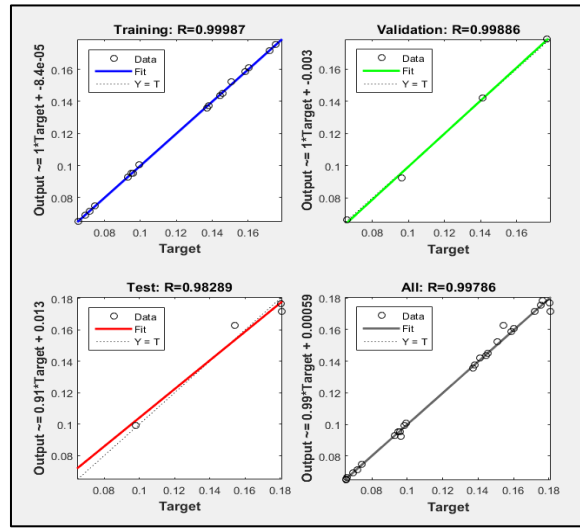 Training: R=0.99987
Output ~= 1*Target + -8.4e-05
0.16
0.14
0.12
0.1
0.08
Data
Fit
Y = T
0.08 0.1 0.12 0.14 0.16
Target
Validation: R=0.99886
Output ~= 1*Target + -0.003
0.16
0.14
0.12
0.1
0.08
Data
Fit
Y = T
0.08 0.1 0.12 0.14 0.16
Target
Test: R=0.98289
Output ~= 0.91*Target + 0.013
0.18
0.16
0.14
0.12
0.1
0.08
Data
Fit
Y = T
0.08 0.1 0.12 0.14 0.16 0.18
Target
All: R=0.99786
Output ~= 0.99*Target + 0.00059
0.18
0.16
0.14
0.12
0.1
0.08
Data
Fit
Y = T
0.08 0.1 0.12 0.14 0.16 0.18
Target